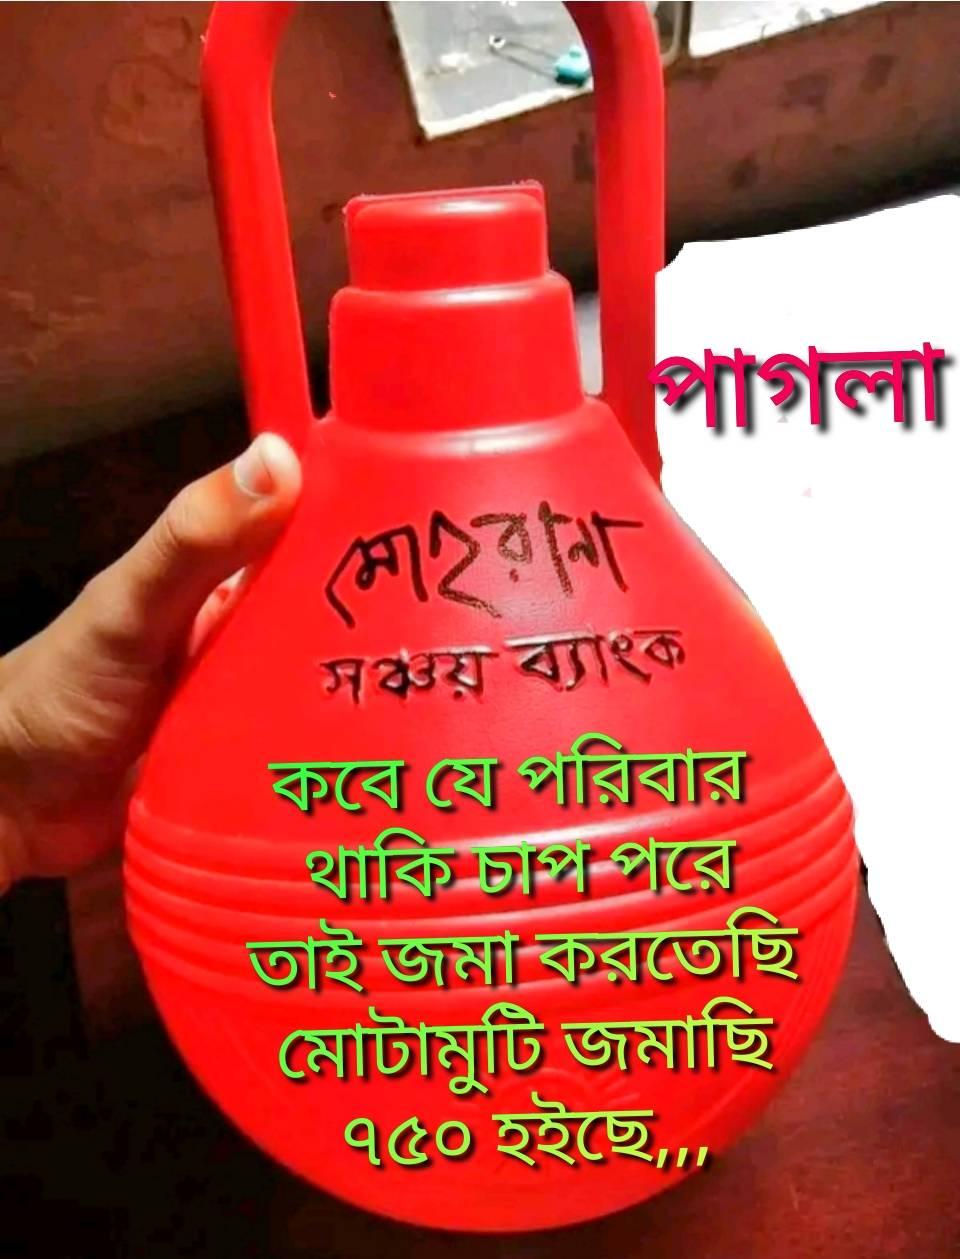 পাগলা
মোহরানা
সঞ্চয় ব্যাংক
কবে যে পরিবার
থাকি চাপ পরে
তাই জমা করতেছি
মোটামুটি জমাছি
৭৫০ হইছে,,,